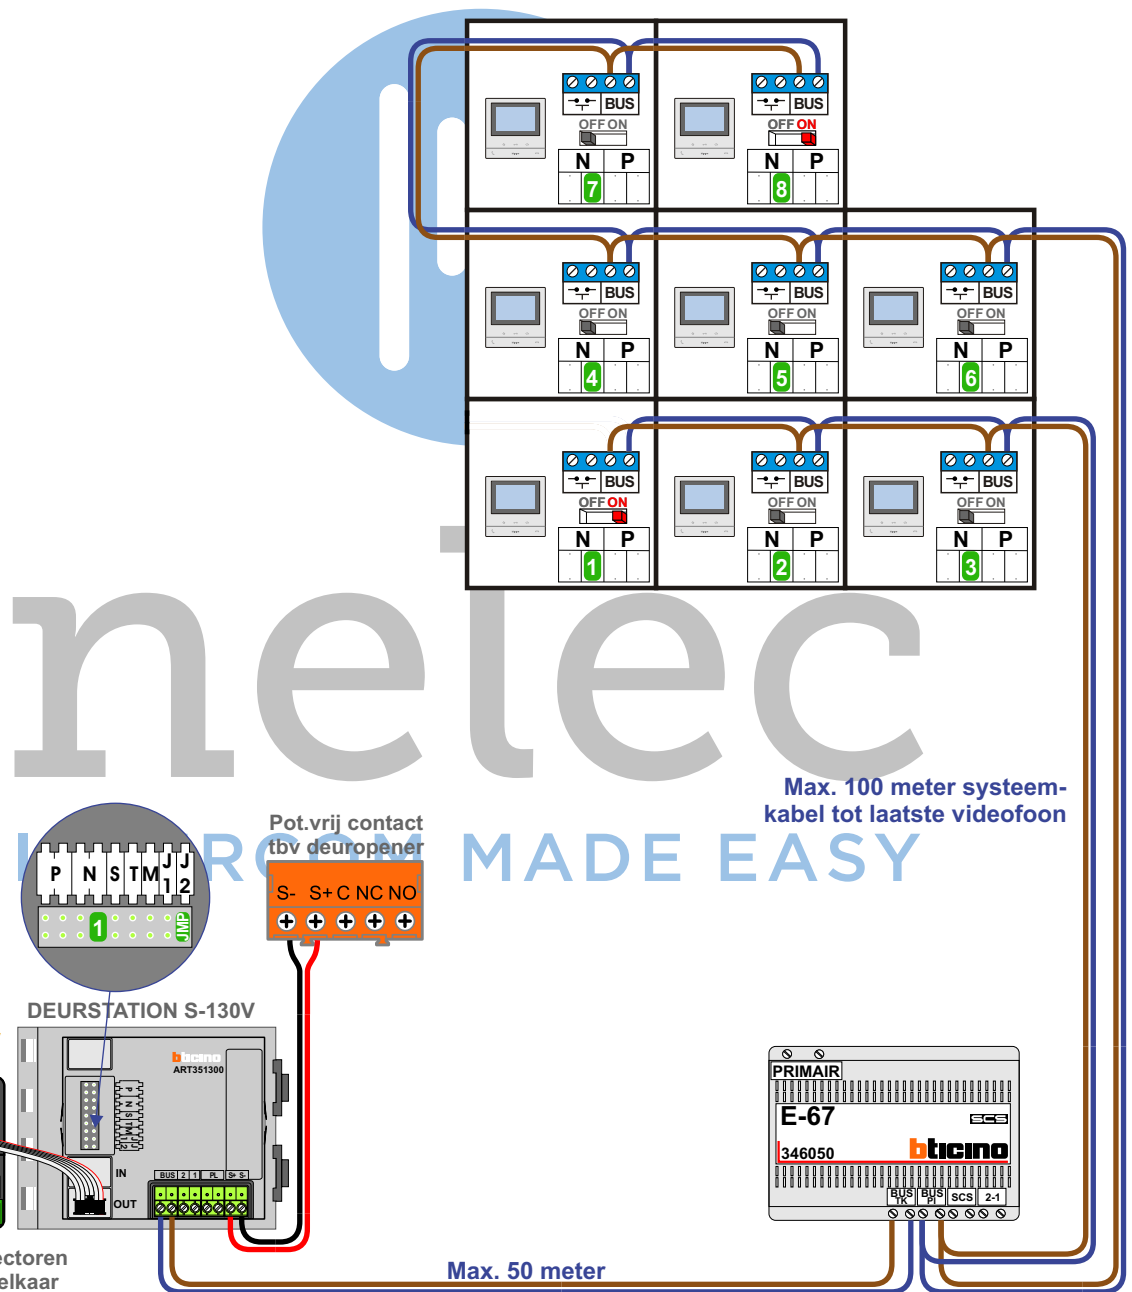 BUS
OFF ON
N P
7
BUS
OFF ON
N P
8
BUS
OFF ON
N P
4
BUS
OFF ON
N P
5
BUS
OFF ON
N P
6
BUS
OFF ON
N P
1
BUS
OFF ON
N P
2
BUS
OFF ON
N P
3
nelec
MADE EASY
Max. 100 meter systeem-
kabel tot laatste videofoon
Pot.vrij contact
tbv deuropener
S- S+ C NC NO
P N S T M J1 J2
1 JMP
DEURSTATION S-130V
bticino
ART351300
P N S T M J1 J2
IN
OUT
BUS 2 1 PL S+ S-
PRIMAIR
E-67
SCS
346050
bticino
BUS TK BUS PI SCS 2-1
Max. 50 meter
ectoren
elkaar